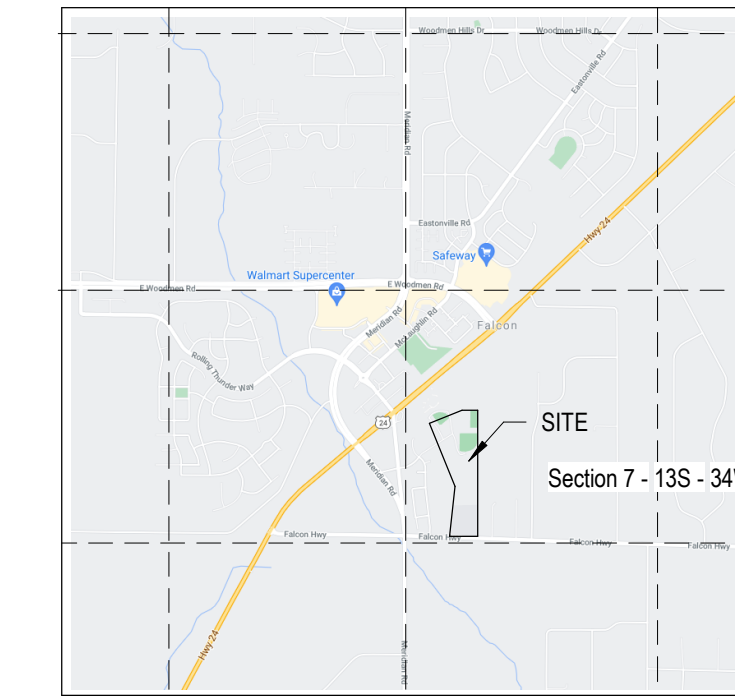 Woodmen Hills Dr
Woodmen Hills Dr
Eastonville Rd
Meridian Rd
Eastonville Rd
Hwy 24
Safeway
Walmart Supercenter
E Woodmen Rd
E Woodmen Rd
Meridian Rd
McLaughlin Rd
Falcon
Rolling Thunder Way
24
SITE
Meridian Rd
Section 7 - 13S - 34
Falcon Hwy
Falcon Hwy
Falcon Hwy
Falcon Hwy
Hwy 24
Meridian Rd